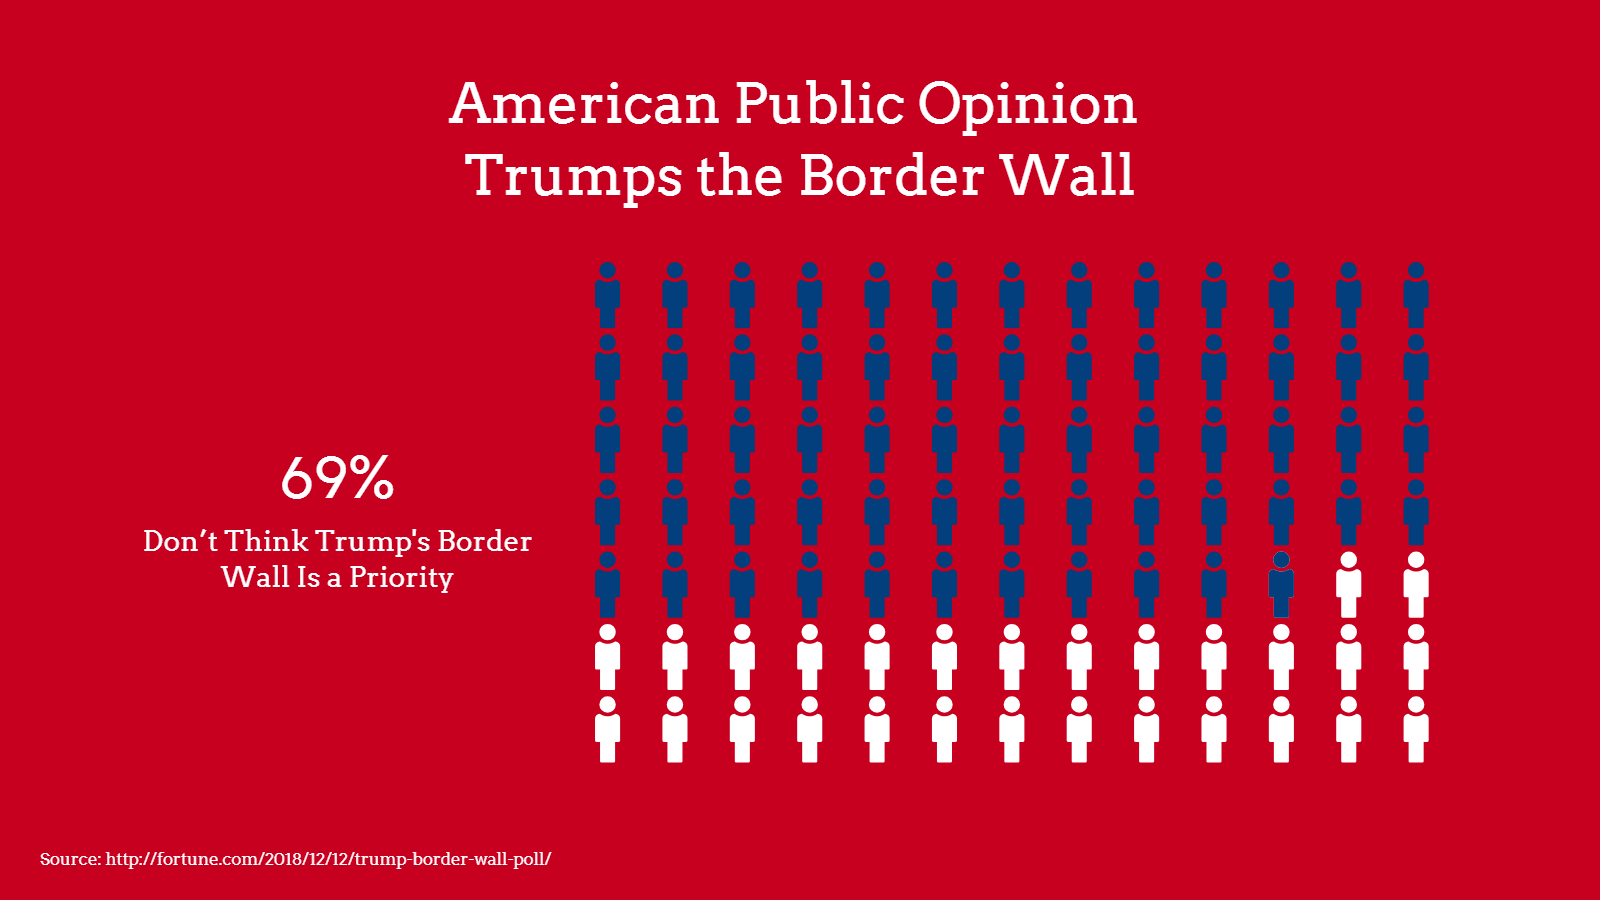 American Public Opinion
Trumps the Border Wall
69%
Don’t Think Trump's Border
Wall Is a Priority
Source: http://fortune.com/2018/12/12/trump-border-wall-poll/